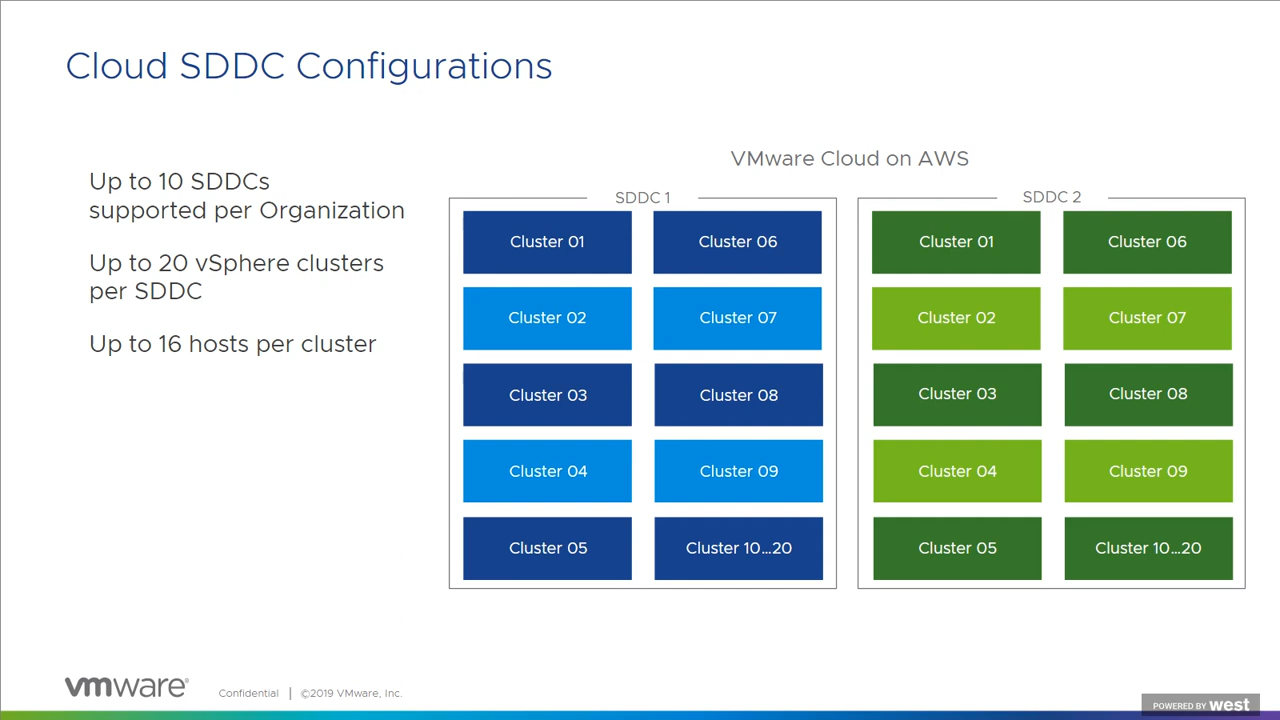 Cloud SDDC Configurations
Up to 10 SDDCs
supported per Organization
Up to 20 vSphere clusters
per SDDC
Up to 16 hosts per cluster
VMware Cloud on AWS
SDDC 1
Cluster 01
Cluster 06
Cluster 02
Cluster 07
Cluster 03
Cluster 08
Cluster 04
Cluster 09
Cluster 05
Cluster 10...20
SDDC 2
Cluster 01
Cluster 06
Cluster 02
Cluster 07
Cluster 03
Cluster 08
Cluster 04
Cluster 09
Cluster 05
Cluster 10...20
vmware®
Confidential | ©2019 VMware, Inc.
POWERED BY west